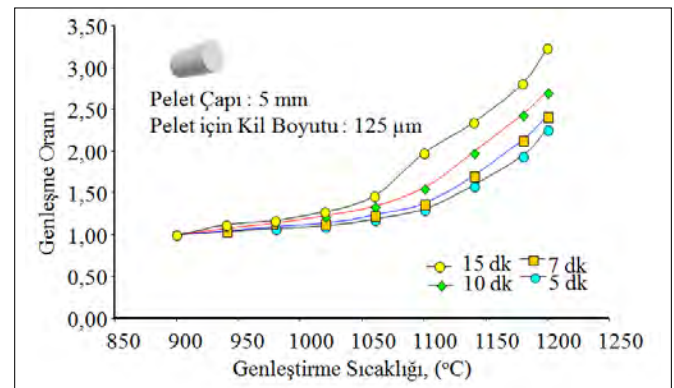 3,50
3,00
2,50
2,00
1,50
1,00
0,50
0,00
Genleşme Oranı
Pelet Çapı : 5 mm
Pelet için Kil Boyutu : 125 µm
15 dk
7 dk
10 dk
5 dk
850
900
950
1000
1050
1100
1150
1200
1250
Genleştirme Sıcaklığı, (°C)